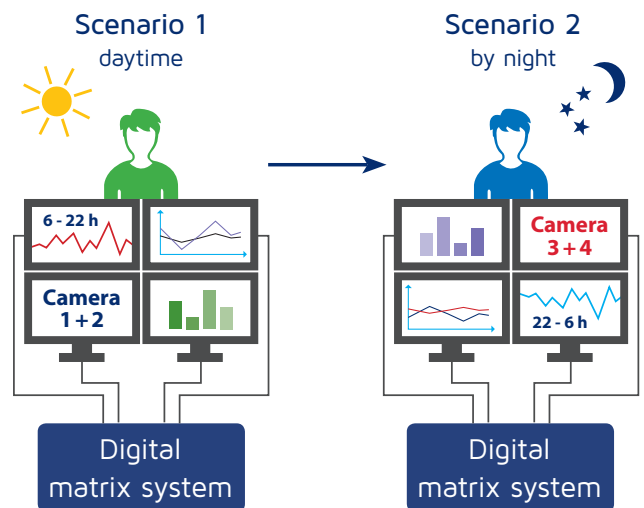 Scenario 1
daytime
6 - 22 h
Camera
1 + 2
Digital
matrix system
Scenario 2
by night
Camera
3 + 4
22 - 6 h
Digital
matrix system